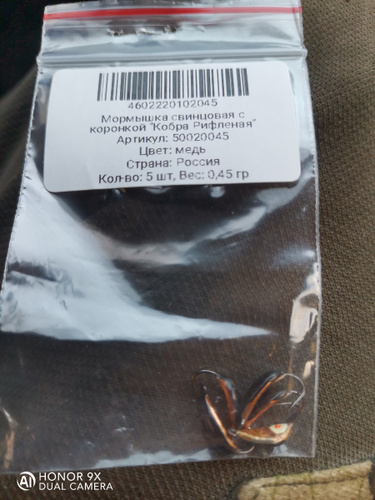 4602220102045
Мормышка свинцовая с
коронкой "Кобра Рифленая"
Артикул: 50020045
Цвет: медь
Страна: Россия
Кол-во: 5 шт, Вес: 0,45 гр
AI HONOR 9X
DUAL CAMERA